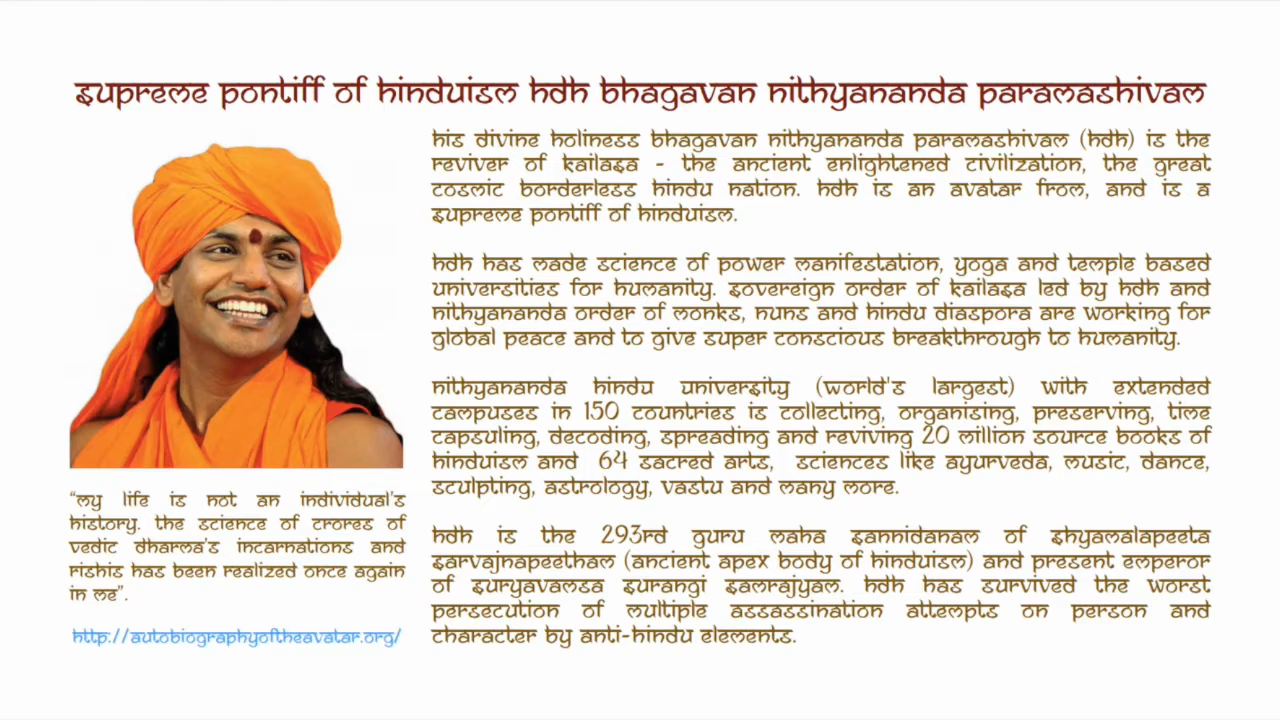 supreme pontiff of hinduism hdh bhagavan nithyananda paramashivam
his divine holiness bhagavan nithyananda paramashivam (hdh) is the
reviver of kailasa - the ancient enlightened civilization, the great
cosmic borderless hindu nation. hdh is an avatar from, and is a
supreme pontiff of hinduism.
hdh has made science of power manifestation, yoga and temple based
universities for humanity. sovereign order of kailasa led by hdh and
nithyananda order of monks, nuns and hindu diaspora are working for
global peace and to give super conscious breakthrough to humanity.
nithyananda hindu university (world's largest) with extended
campuses in 150 countries is collecting, organising, preserving, time
capsuling, decoding, spreading and reviving 20 million source books of
hinduism and 64 sacred arts, sciences like ayurveda, music, dance,
sculpting, astrology, vastu and many more.
hdh is the 293rd guru maha sannidanam of shyamalapeeta
sarvajnapeetham (ancient apex body of hinduism) and present emperor
of suryavamsa surangi samrajyam. hdh has survived the worst
persecution of multiple assassination attempts on person and
character by anti-hindu elements.
“my life is not an individual's
history. the science of crores of
vedic dharma's incarnations and
rishis has been realized once again
in me”.
http://autobiographyoftheavatar.org/